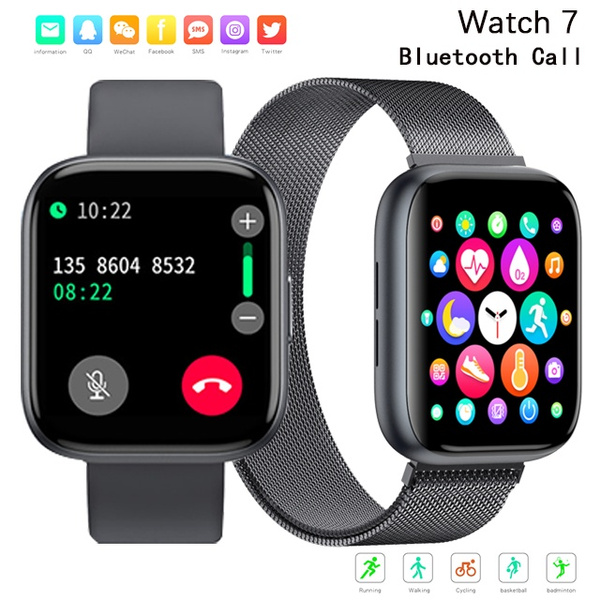 Watch 7
Bluetooth Call
information QQ WeChat Facebook SMS Instagram Twitter
10:22
135 8604 8532
08:22
O2
Running Walking Cycling basketball badminton